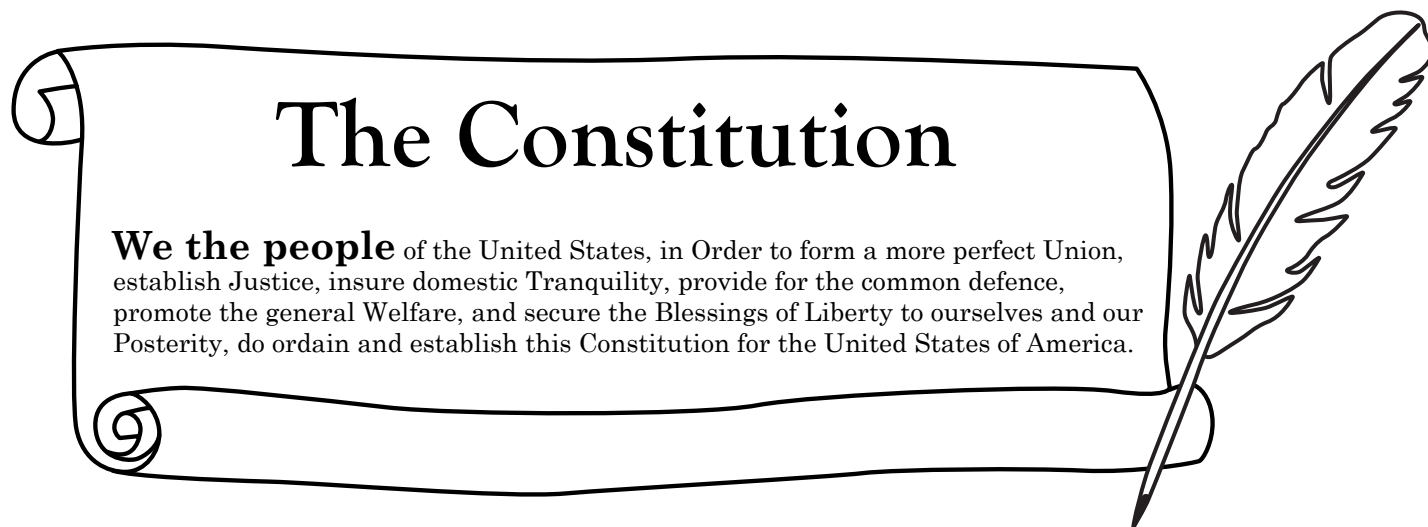 The Constitution
We the people of the United States, in Order to form a more perfect Union,
establish Justice, insure domestic Tranquility, provide for the common defence,
promote the general Welfare, and secure the Blessings of Liberty to ourselves and our
Posterity, do ordain and establish this Constitution for the United States of America.